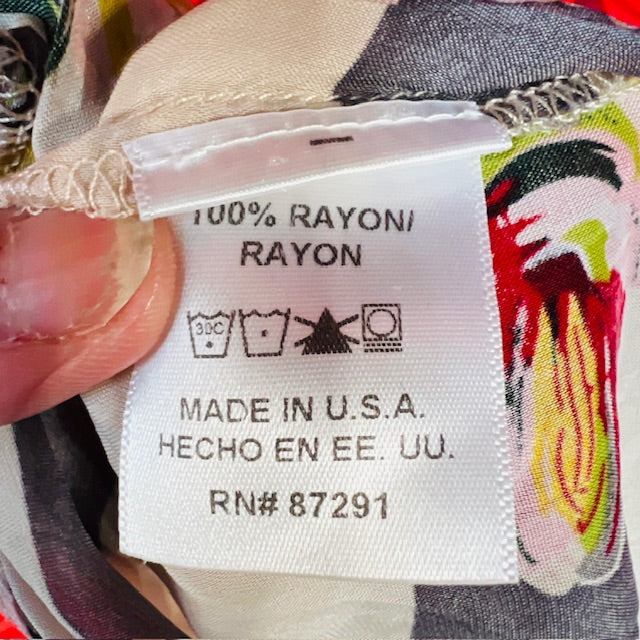 100% RAYON/
RAYON
30C
MADE IN U.S.A.
HECHO EN EE. UU.
RN# 87291